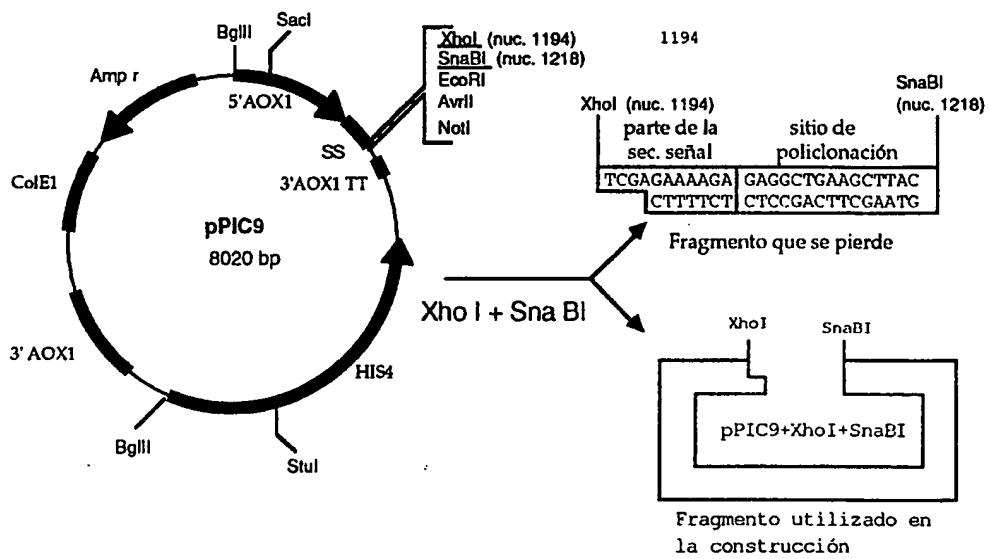 BglII
SacI
XhoI (nuc. 1194)
SnaBI (nuc. 1218)
EcoRI
AvrII
NotI
1194
Amp r
5'AOX1
SS
3'AOX1 TT
ColE1
pPIC9
8020 bp
3' AOX1
HIS4
BglII
StuI
Xho I + Sna BI
SnaBI
(nuc. 1218)
XhoI (nuc. 1194)
parte de la
sec. señal
sitio de
policlonación
TCGAGAAAAGA GAGGCTGAAGCTTAC
CTTTTCT CTCCGACTTCGAATG
Fragmento que se pierde
XhoI
SnaBI
pPIC9+XhoI+SnaBI
Fragmento utilizado en
la construcción